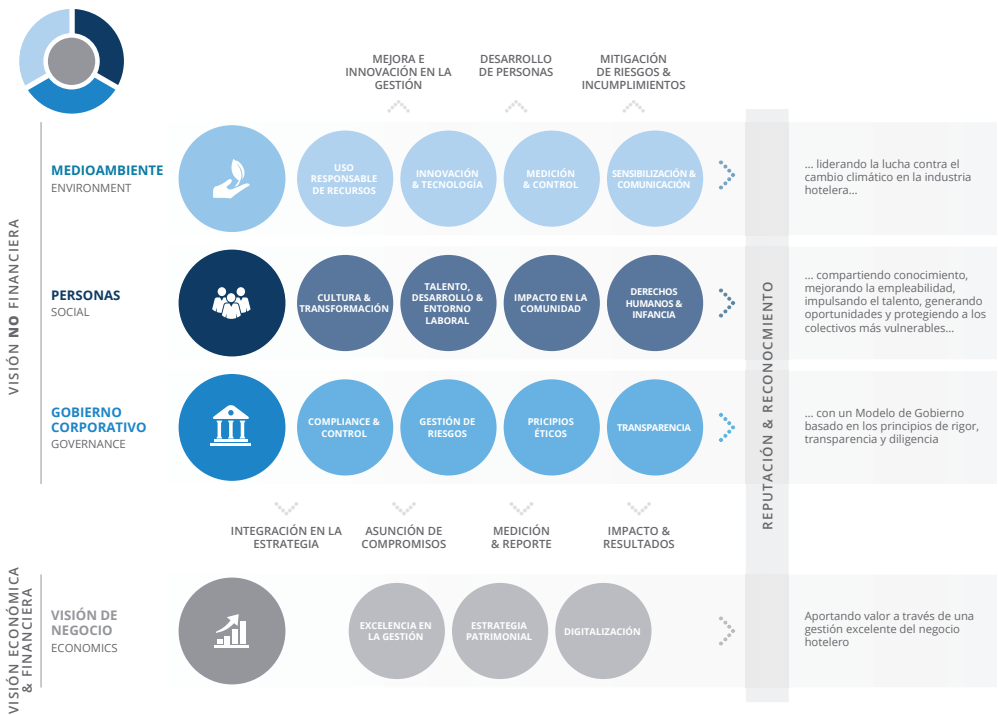 MEJORA E
INNOVACIÓN EN LA
GESTIÓN
DESARROLLO
DE PERSONAS
MITIGACIÓN
DE RIESGOS &
INCUMPLIMIENTOS
VISIÓN NO FINANCIERA
MEDIOAMBIENTE
ENVIRONMENT
USO
RESPONSABLE
DE RECURSOS
INNOVACIÓN
& TECNOLOGÍA
MEDICIÓN
& CONTROL
SENSIBILIZACIÓN &
COMUNICACIÓN
... liderando la lucha contra el
cambio climático en la industria
hotelera...
PERSONAS
SOCIAL
CULTURA &
TRANSFORMACIÓN
TALENTO,
DESARROLLO &
ENTORNO
LABORAL
IMPACTO EN LA
COMUNIDAD
DERECHOS
HUMANOS &
INFANCIA
... compartiendo conocimiento,
mejorando la empleabilidad,
impulsando el talento, generando
oportunidades y protegiendo a los
colectivos más vulnerables...
GOBIERNO
CORPORATIVO
GOVERNANCE
COMPLIANCE &
CONTROL
GESTIÓN DE
RIESGOS
PRICIPIOS
ÉTICOS
TRANSPARENCIA
... con un Modelo de Gobierno
basado en los principios de rigor,
transparencia y diligencia
REPUTACIÓN & RECONOCMIENTO
INTEGRACIÓN EN LA
ESTRATEGIA
ASUNCIÓN DE
COMPROMISOS
MEDICIÓN
& REPORTE
IMPACTO &
RESULTADOS
VISIÓN ECONÓMICA
& FINANCIERA
VISIÓN DE
NEGOCIO
ECONOMICS
EXCELENCIA EN
LA GESTIÓN
ESTRATEGIA
PATRIMONIAL
DIGITALIZACIÓN
Aportando valor a través de una
gestión excelente del negocio
hotelero